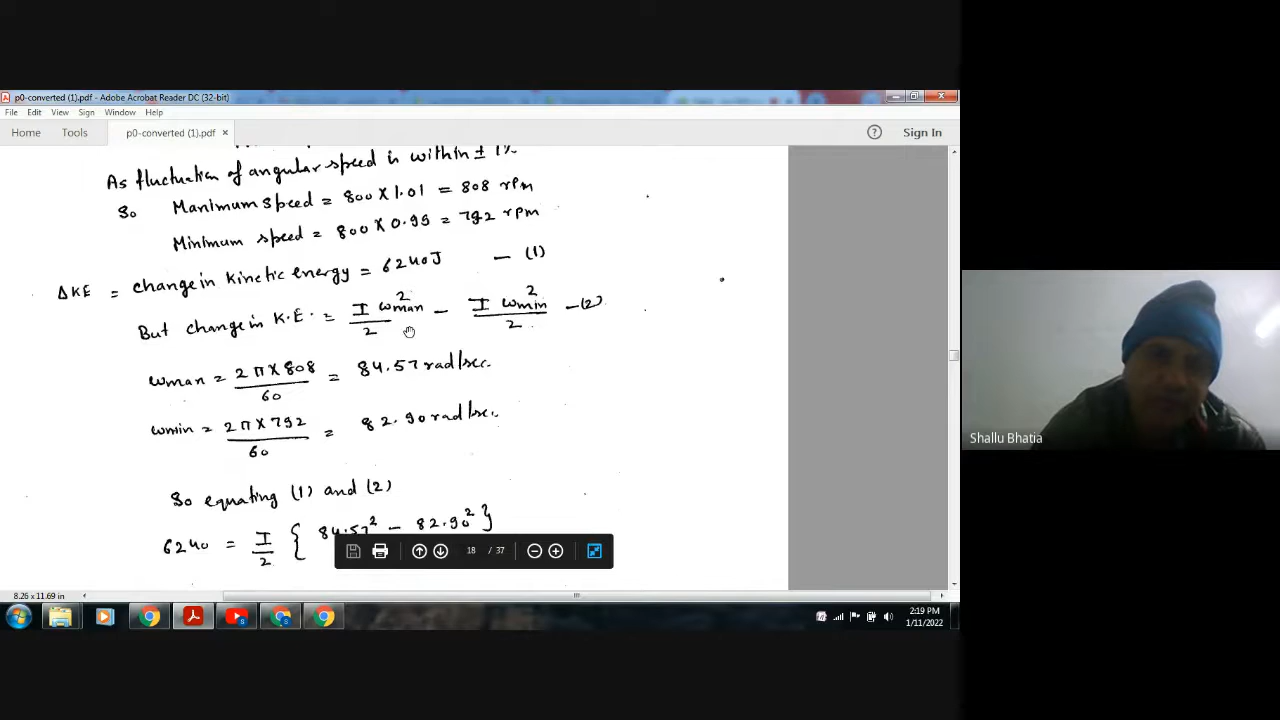 p0-converted (1).pdf - Adobe Acrobat Reader DC (32-bit)
File Edit View Sign Window Help
Home Tools p0-converted (1).pdf × ? Sign In
As fluctuation of angular speed is within ± 1%
So Maximum speed = 800 X 1.01 = 808 rpm
Minimum speed = 800 X 0.99 = 792 rpm
ΔKE = change in kinetic energy = 6240J — (1)
But change in K.E. = I ωmax²/2 - I ωmin²/2 - (2)
ωmax = 2π X 808/60 = 84.57 rad/sec.
ωmin = 2π X 792/60 = 82.90 rad/sec.
So equating (1) and (2)
6240 = I/2 { 84.57² - 82.90² }
18 / 37
8.26 x 11.69 in
2:19 PM
1/11/2022
Shallu Bhatia